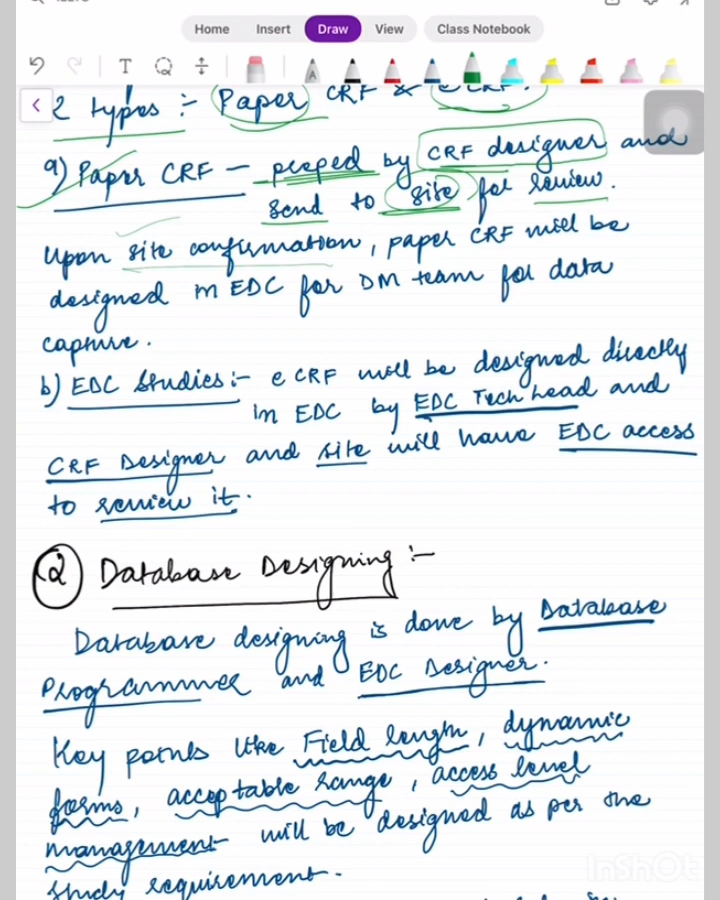 Home Insert Draw View Class Notebook
2 types :- Paper CRF & eCRF.
a) Paper CRF - preped by CRF designer and
send to site for review.
Upon site confirmation, paper CRF will be
designed in EDC for DM team for data
capture.
b) EDC Studies:- eCRF will be designed directly
in EDC by EDC Tech head and
CRF Designer and site will have EDC access
to review it.
2 Database Designing :-
Database designing is done by Database
Programmer and EDC Designer.
Key points like Field length, dynamic
forms, acceptable range, access level
management will be designed as per the
study requirement.
InShOt